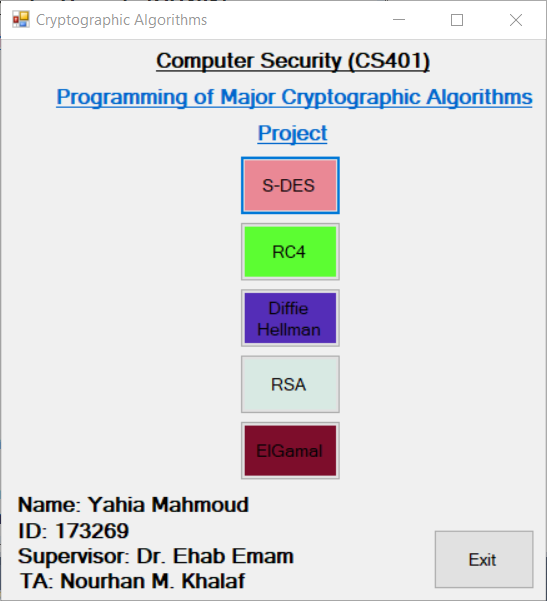 Cryptographic Algorithms
Computer Security (CS401)
Programming of Major Cryptographic Algorithms
Project
S-DES
RC4
Diffie
Hellman
RSA
ElGamal
Name: Yahia Mahmoud
ID: 173269
Supervisor: Dr. Ehab Emam
TA: Nourhan M. Khalaf
Exit